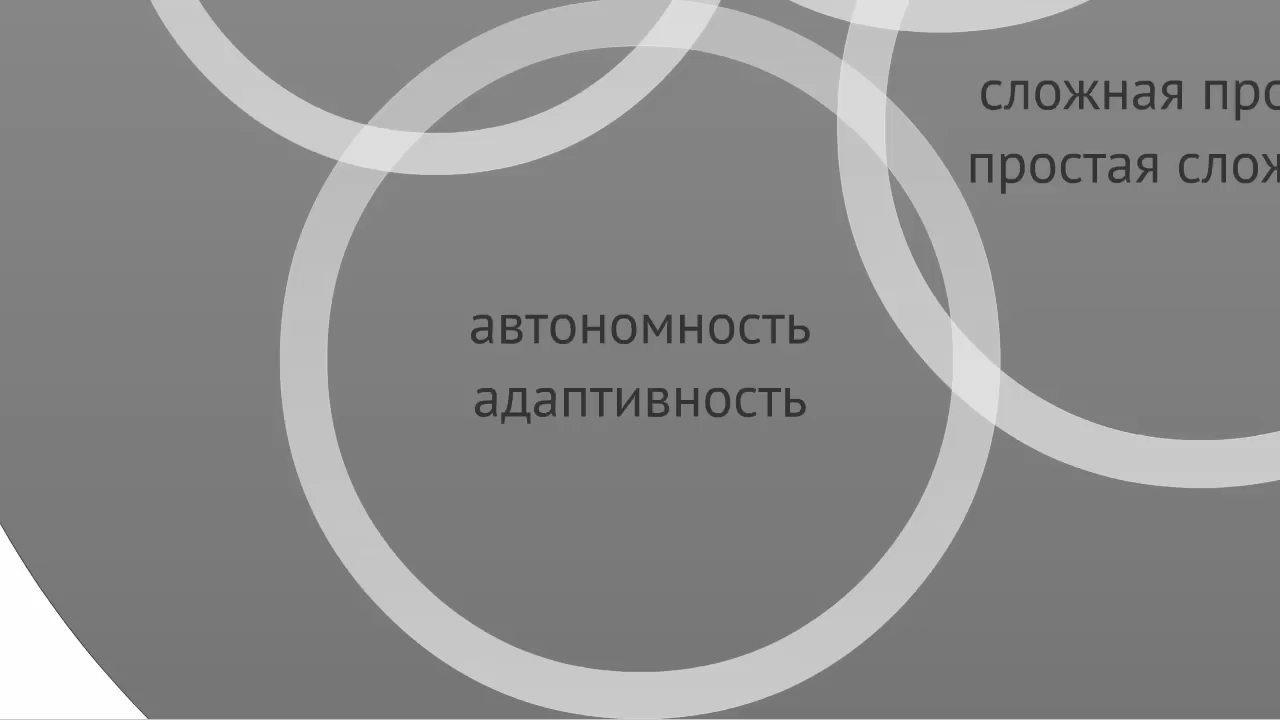 сложная
простая
автономность
адаптивность